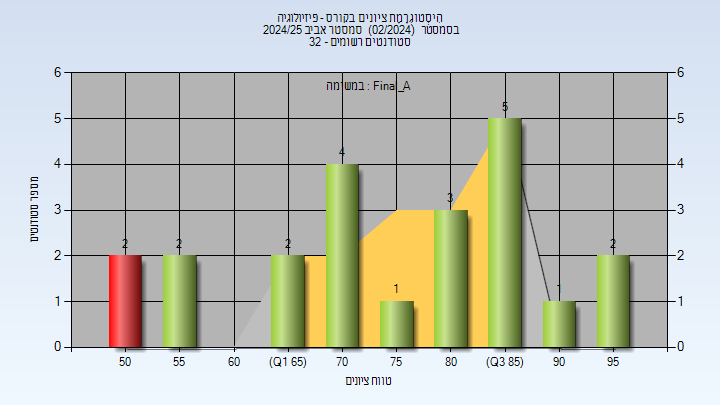 היסטוגרמת ציונים בקורס - פיזיולוגיה
בסמסטר (02/2024) סמסטר אביב 2024/25
סטודנטים רשומים - 32
במשימה : Final_A
מספר סטודנטים
6 6
5 5
4 4
3 3
2 2
1 1
0 0
2 2 2 4 1 3 5 1 2
50 55 60 (Q1 65) 70 75 80 (Q3 85) 90 95
טווח ציונים